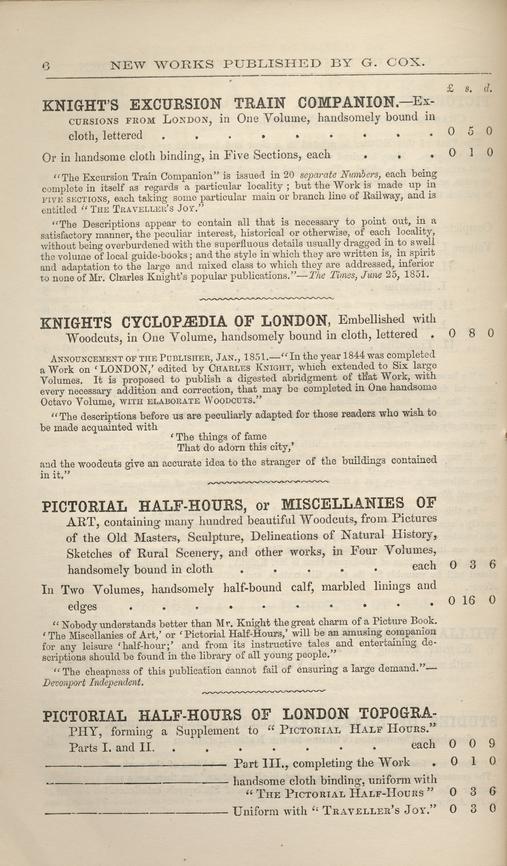 6 NEW WORKS PUBLISHED BY G. COX.
£ s. d.
KNIGHT'S EXCURSION TRAIN COMPANION.—Ex-
CURSIONS FROM LONDON, in One Volume, handsomely bound in
cloth, lettered . . . . . . . . . 0 5 0
Or in handsome cloth binding, in Five Sections, each . . . 0 1 0
"The Excursion Train Companion" is issued in 20 separate Numbers, each being
complete in itself as regards a particular locality; but the Work is made up in
FIVE SECTIONS, each taking some particular main or branch line of Railway, and is
entitled "THE TRAVELLER'S JOY."
"The Descriptions appear to contain all that is necessary to point out, in a
satisfactory manner, the peculiar interest, historical or otherwise, of each locality,
without being overburdened with the superfluous details usually dragged in to swell
the volume of local guide-books; and the style in which they are written is, in spirit
and adaptation to the large and mixed class to which they are addressed, inferior
to none of Mr. Charles Knight's popular publications."—The Times, June 25, 1851.
KNIGHTS CYCLOPÆDIA OF LONDON, Embellished with
Woodcuts, in One Volume, handsomely bound in cloth, lettered . 0 8 0
ANNOUNCEMENT OF THE PUBLISHER, JAN., 1851.—"In the year 1844 was completed
a Work on 'LONDON,' edited by CHARLES KNIGHT, which extended to Six large
Volumes. It is proposed to publish a digested abridgment of that Work, with
every necessary addition and correction, that may be completed in One handsome
Octavo Volume, WITH ELABORATE WOODCUTS."
"The descriptions before us are peculiarly adapted for those readers who wish to
be made acquainted with
'The things of fame
That do adorn this city,'
and the woodcuts give an accurate idea to the stranger of the buildings contained
in it."
PICTORIAL HALF-HOURS, or MISCELLANIES OF
ART, containing many hundred beautiful Woodcuts, from Pictures
of the Old Masters, Sculpture, Delineations of Natural History,
Sketches of Rural Scenery, and other works, in Four Volumes,
handsomely bound in cloth . . . . . each 0 3 6
In Two Volumes, handsomely half-bound calf, marbled linings and
edges . . . . . . . . . . 0 16 0
"Nobody understands better than Mr. Knight the great charm of a Picture Book.
'The Miscellanies of Art,' or 'Pictorial Half-Hours,' will be an amusing companion
for any leisure 'half-hour;' and from its instructive tales and entertaining de-
scriptions should be found in the library of all young people."
"The cheapness of this publication cannot fail of ensuring a large demand."—
Devonport Independent.
PICTORIAL HALF-HOURS OF LONDON TOPOGRA-
PHY, forming a Supplement to "PICTORIAL HALF HOURS."
Parts I. and II. . . . . . . . each 0 0 9
Part III., completing the Work . 0 1 0
handsome cloth binding, uniform with
"THE PICTORIAL HALF-HOURS" 0 3 6
Uniform with "TRAVELLER'S JOY." 0 3 0